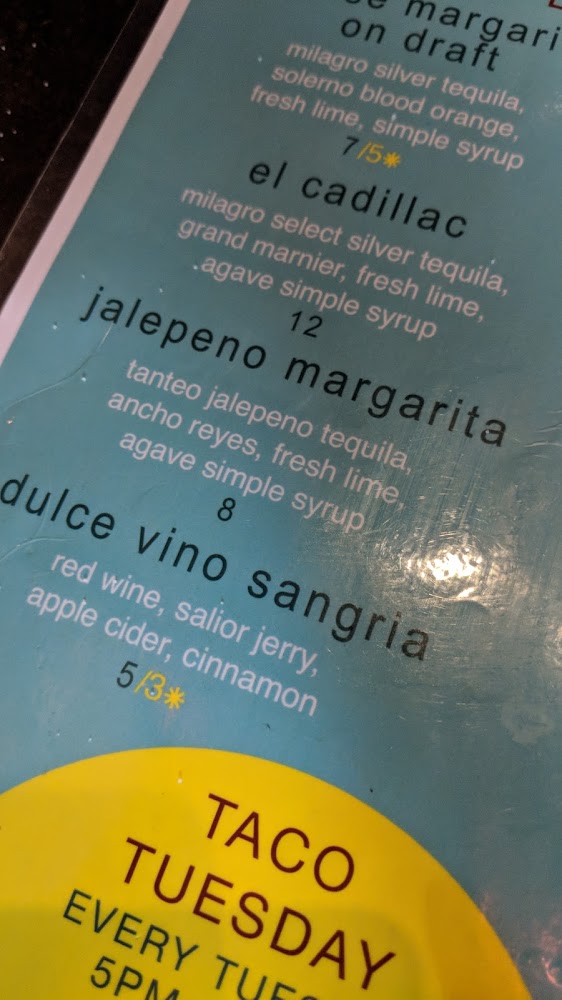 on draft
milagro silver tequila,
solerno blood orange,
fresh lime, simple syrup
7/5*
el cadillac
milagro select silver tequila,
grand marnier, fresh lime,
agave simple syrup
12
jalepeno margarita
tanteo jalepeno tequila,
ancho reyes, fresh lime,
agave simple syrup
8
dulce vino sangria
red wine, salior jerry,
apple cider, cinnamon
5/3*
TACO
TUESDAY
EVERY
5PM